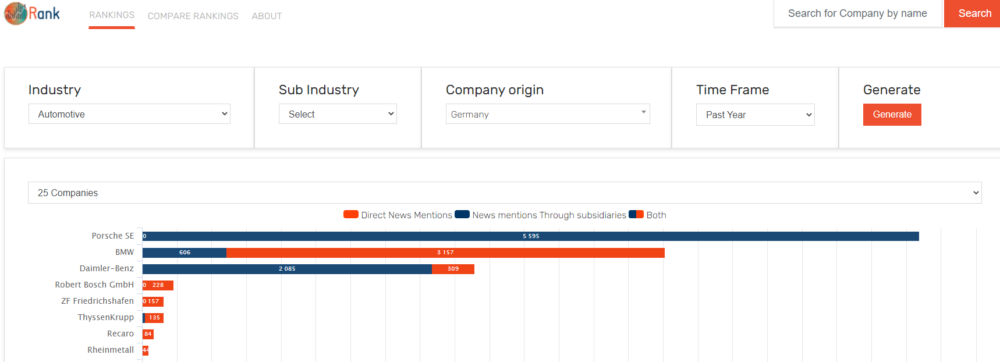 Rank
RANKINGS
COMPARE RANKINGS
ABOUT
Search for Company by name
Search
Industry
Automotive
Sub Industry
Select
Company origin
Germany
Time Frame
Past Year
Generate
Generate
25 Companies
Direct News Mentions News mentions Through subsidiaries Both
Porsche SE 0 5 595
BMW 606 3 157
Daimler-Benz 2 085 309
Robert Bosch GmbH 0 228
ZF Friedrichshafen 0 157
ThyssenKrupp 135
Recaro 84
Rheinmetall 44